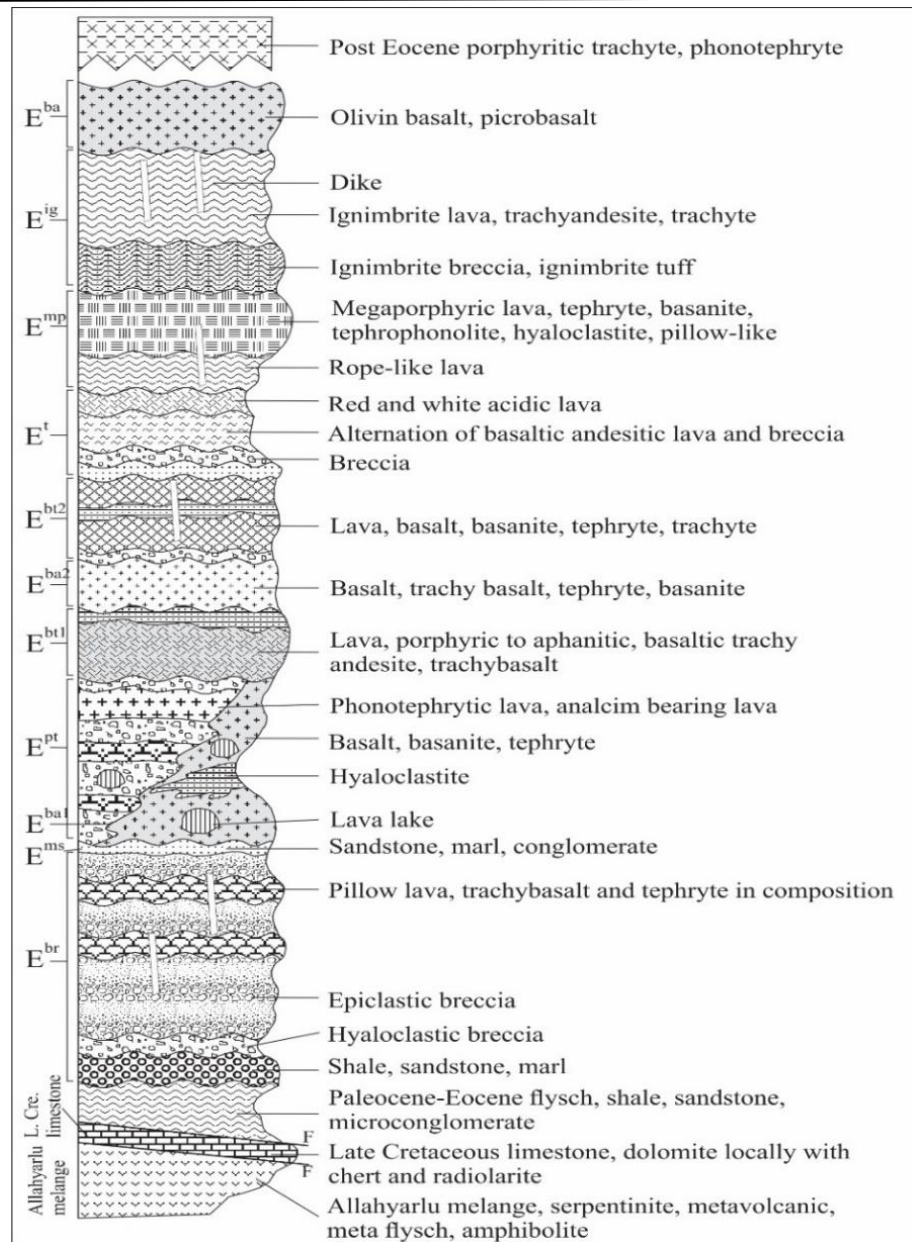 Post Eocene porphyritic trachyte, phonotephryte
E^ba
Olivin basalt, picrobasalt
Dike
E^ig
Ignimbrite lava, trachyandesite, trachyte
Ignimbrite breccia, ignimbrite tuff
E^mp
Megaporphyric lava, tephryte, basanite,
tephrophonolite, hyaloclastite, pillow-like
Rope-like lava
Red and white acidic lava
E^t
Alternation of basaltic andesitic lava and breccia
Breccia
E^bt2
Lava, basalt, basanite, tephryte, trachyte
E^ba2
Basalt, trachy basalt, tephryte, basanite
E^bt1
Lava, porphyric to aphanitic, basaltic trachy
andesite, trachybasalt
Phonotephrytic lava, analcim bearing lava
E^pt
Basalt, basanite, tephryte
Hyaloclastite
E^ba1
Lava lake
E^ms
Sandstone, marl, conglomerate
Pillow lava, trachybasalt and tephryte in composition
E^br
Epiclastic breccia
Hyaloclastic breccia
Shale, sandstone, marl
L. Cre.
limestone
Paleocene-Eocene flysch, shale, sandstone,
microconglomerate
F
Late Cretaceous limestone, dolomite locally with
chert and radiolarite
F
Allahyarlu
melange
Allahyarlu melange, serpentinite, metavolcanic,
meta flysch, amphibolite